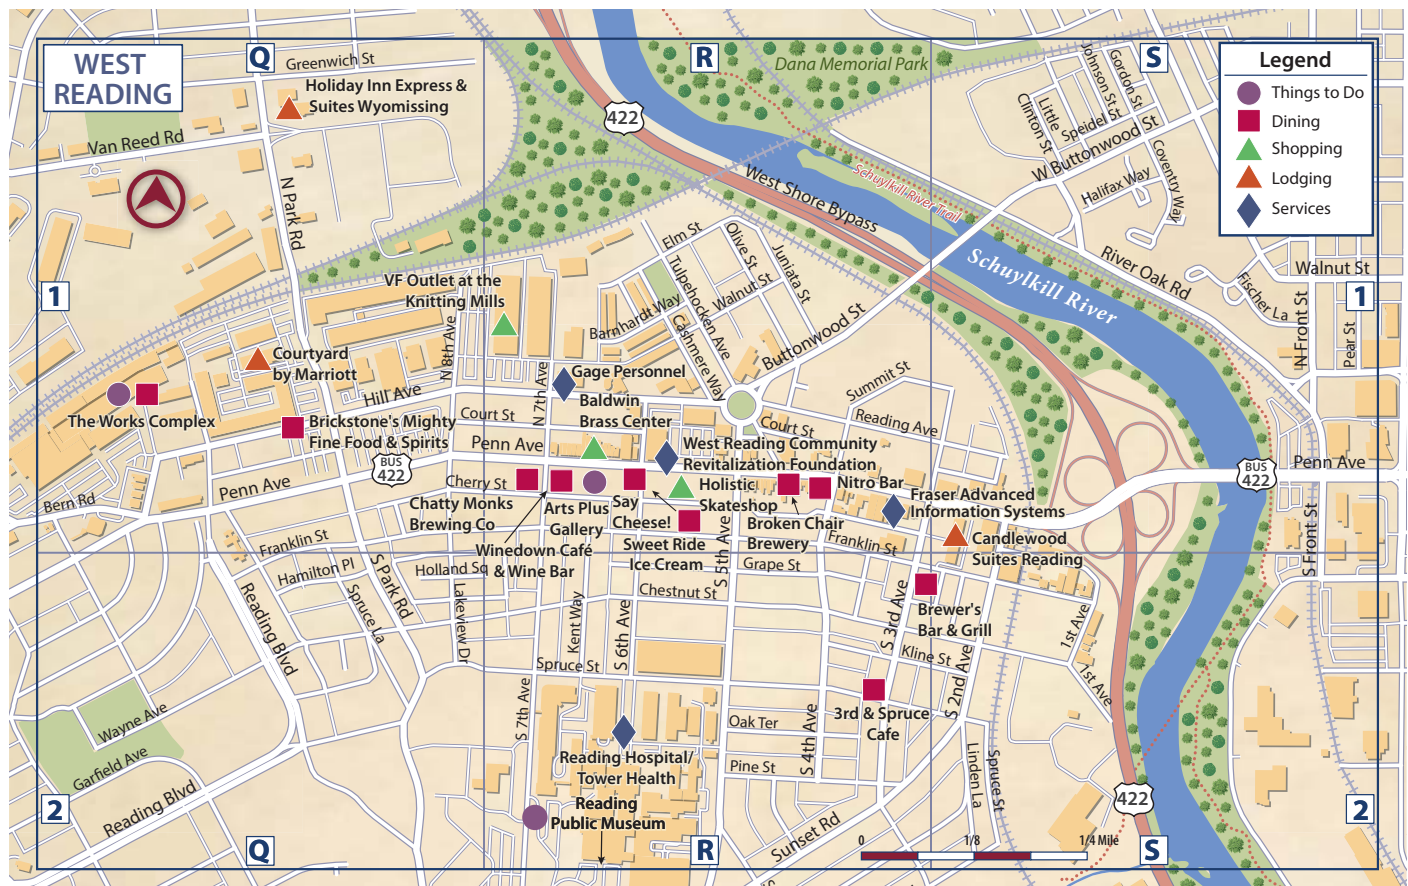 WEST
READING
Q
R
S
Legend
Things to Do
Dining
Shopping
Lodging
Services
Greenwich St
Holiday Inn Express &
Suites Wyomissing
Van Reed Rd
N Park Rd
422
Dana Memorial Park
Johnson St
Gordon St
Little
Clinton St
Speidel St
W Buttonwood St
Coventry Way
Halifax Way
Schuylkill River Trail
West Shore Bypass
Schuylkill River
River Oak Rd
Walnut St
Fischer La
N Front St
Pear St
1
1
Elm St
Olive St
Juniata St
Tulpehocken Ave
Walnut St
Barnhardt Way
Cashmere Way
Buttonwood St
VF Outlet at the
Knitting Mills
N 8th Ave
Courtyard
by Marriott
Hill Ave
The Works Complex
Brickstone's Mighty
Fine Food & Spirits
N 7th Ave
Gage Personnel
Baldwin
Brass Center
Court St
Penn Ave
Summit St
Reading Ave
Court St
West Reading Community
Revitalization Foundation
BUS
422
Penn Ave
Bern Rd
Cherry St
Chatty Monks
Brewing Co
Arts Plus
Gallery
Say
Cheese!
Holistic
Skateshop
Nitro Bar
Broken Chair
Brewery
Fraser Advanced
Information Systems
BUS
422
Penn Ave
Winedown Café
& Wine Bar
Sweet Ride
Ice Cream
S 5th Ave
Franklin St
Candlewood
Suites Reading
S Front St
Franklin St
Hamilton Pl
Spruce La
S Park Rd
Holland Sq
Lakeview Dr
Grape St
Chestnut St
Kent Way
S 6th Ave
Spruce St
S 3rd Ave
Brewer's
Bar & Grill
1st Ave
Kline St
S 2nd Ave
1st Ave
Reading Blvd
S 7th Ave
3rd & Spruce
Cafe
Wayne Ave
Garfield Ave
Reading Blvd
Oak Ter
S 4th Ave
Pine St
Linden La
Spruce St
Reading Hospital/
Tower Health
Reading
Public Museum
Sunset Rd
422
2
2
0
1/8
1/4 Mile
Q
R
S